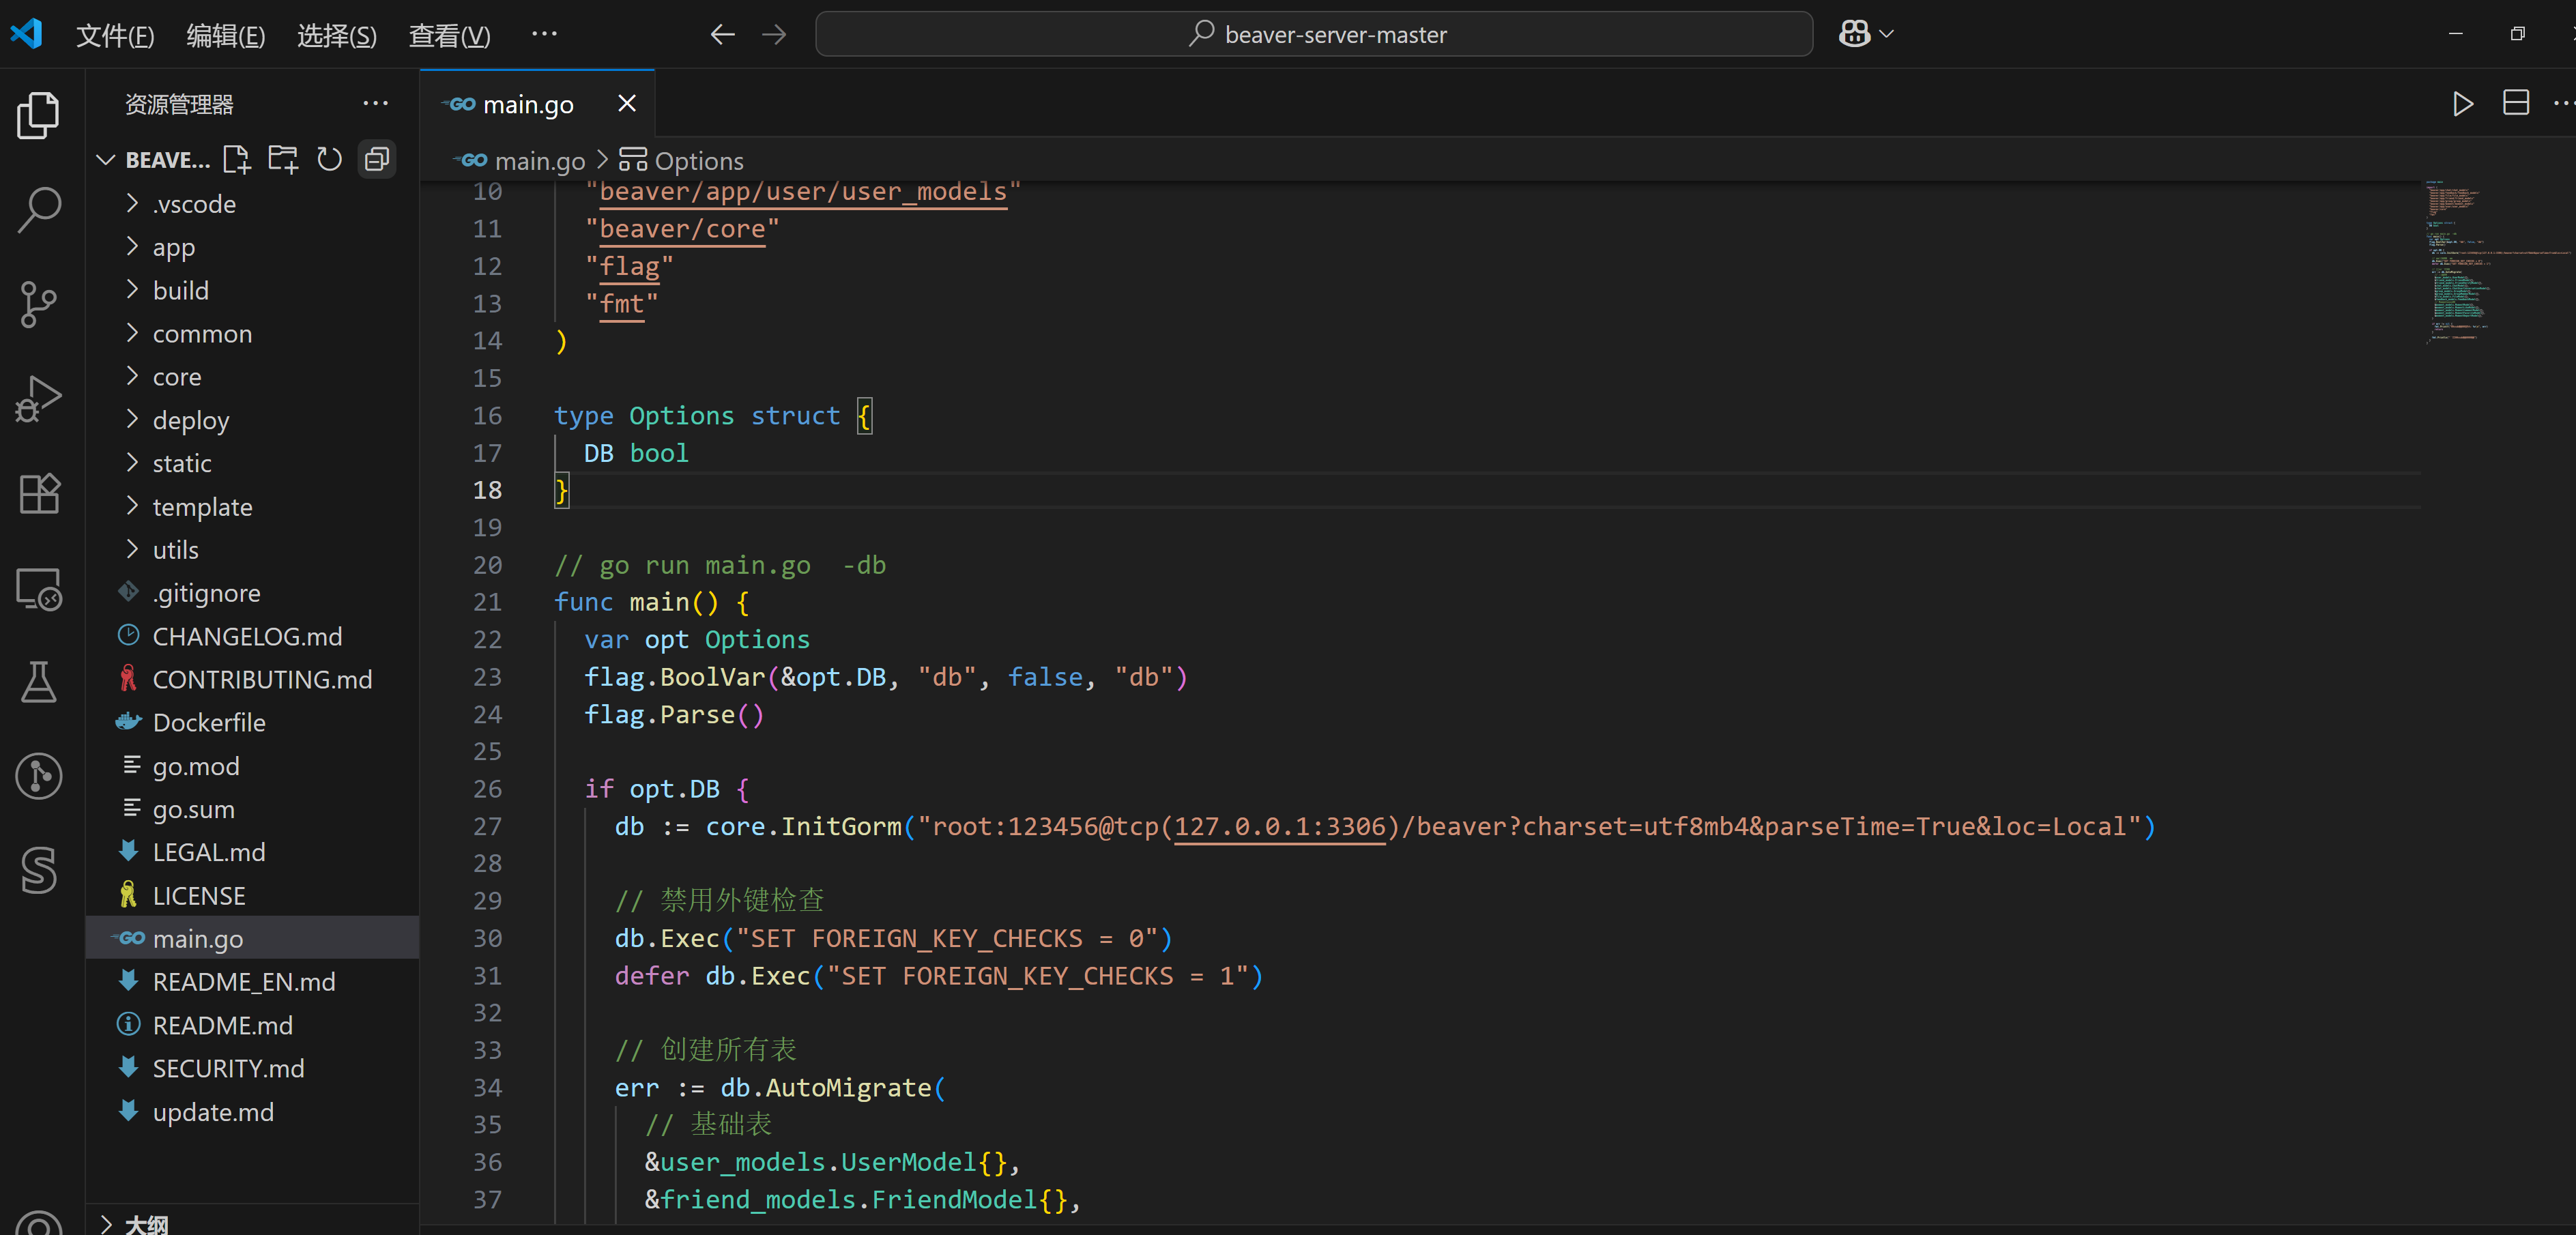 文件(F) 编辑(E) 选择(S) 查看(V) ··· beaver-server-master
资源管理器 ···
BEAVE...
.vscode
app
build
common
core
deploy
static
template
utils
.gitignore
CHANGELOG.md
CONTRIBUTING.md
Dockerfile
go.mod
go.sum
LEGAL.md
LICENSE
GO main.go
README_EN.md
README.md
SECURITY.md
update.md
大纲
GO main.go
GO main.go > Options
10 "beaver/app/user/user_models"
11 "beaver/core"
12 "flag"
13 "fmt"
14 )
15
16 type Options struct {
17 DB bool
18 }
19
20 // go run main.go  -db
21 func main() {
22 var opt Options
23 flag.BoolVar(&opt.DB, "db", false, "db")
24 flag.Parse()
25
26 if opt.DB {
27 db := core.InitGorm("root:123456@tcp(127.0.0.1:3306)/beaver?charset=utf8mb4&parseTime=True&loc=Local")
28
29 // 禁用外键检查
30 db.Exec("SET FOREIGN_KEY_CHECKS = 0")
31 defer db.Exec("SET FOREIGN_KEY_CHECKS = 1")
32
33 // 创建所有表
34 err := db.AutoMigrate(
35 // 基础表
36 &user_models.UserModel{},
37 &friend_models.FriendModel{},